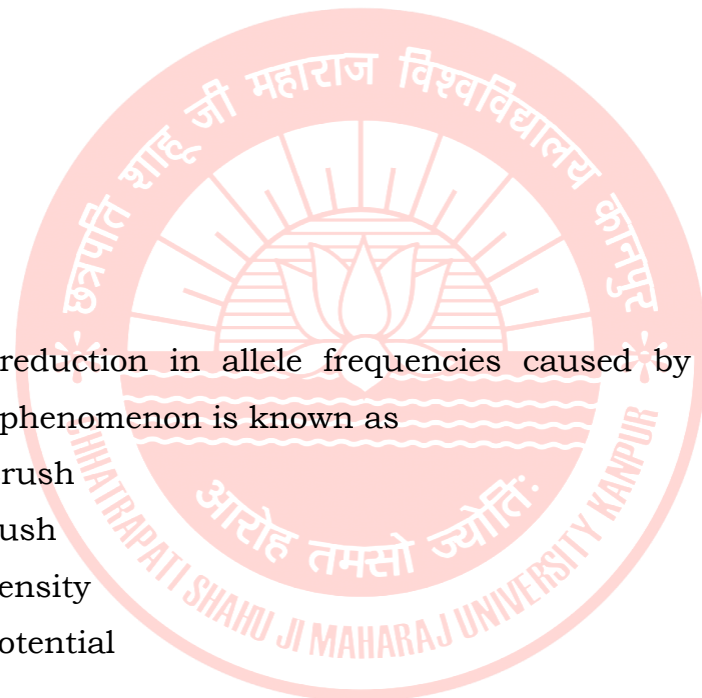 छत्रपति शाहू जी महाराज विश्वविद्यालय कानपुर
reduction in allele frequencies caused by
phenomenon is known as
rush
ush
ensity
otential
आरोह तमसो ज्योतिः
CHHATRAPATI SHAHU JI MAHARAJ UNIVERSITY KANPUR